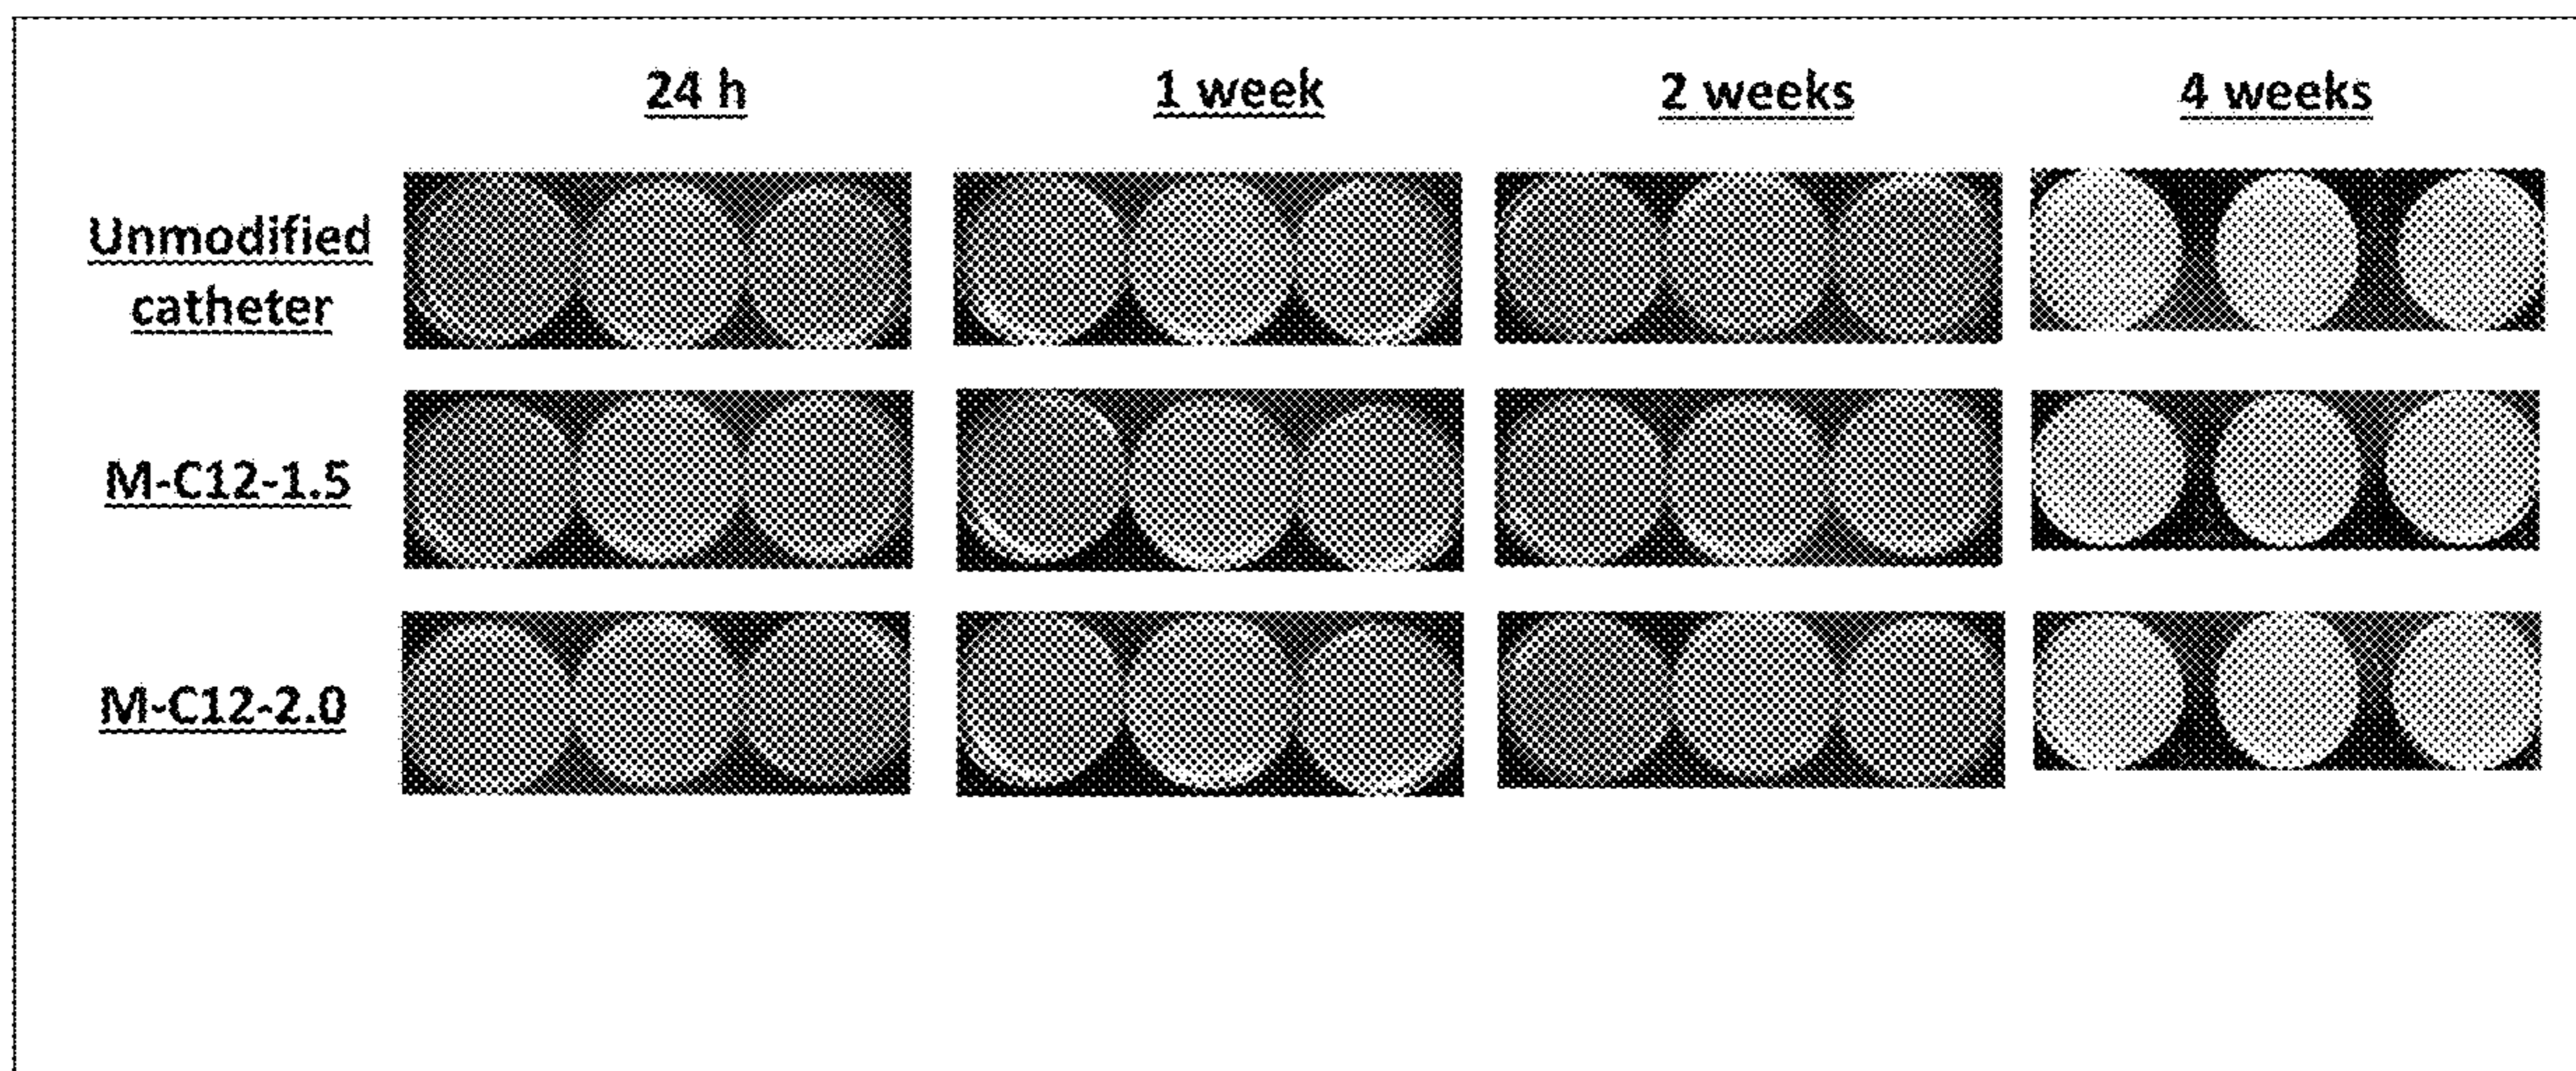 24 h 1 week 2 weeks 4 weeks
Unmodified
catheter
M-C12-1.5
M-C12-2.0